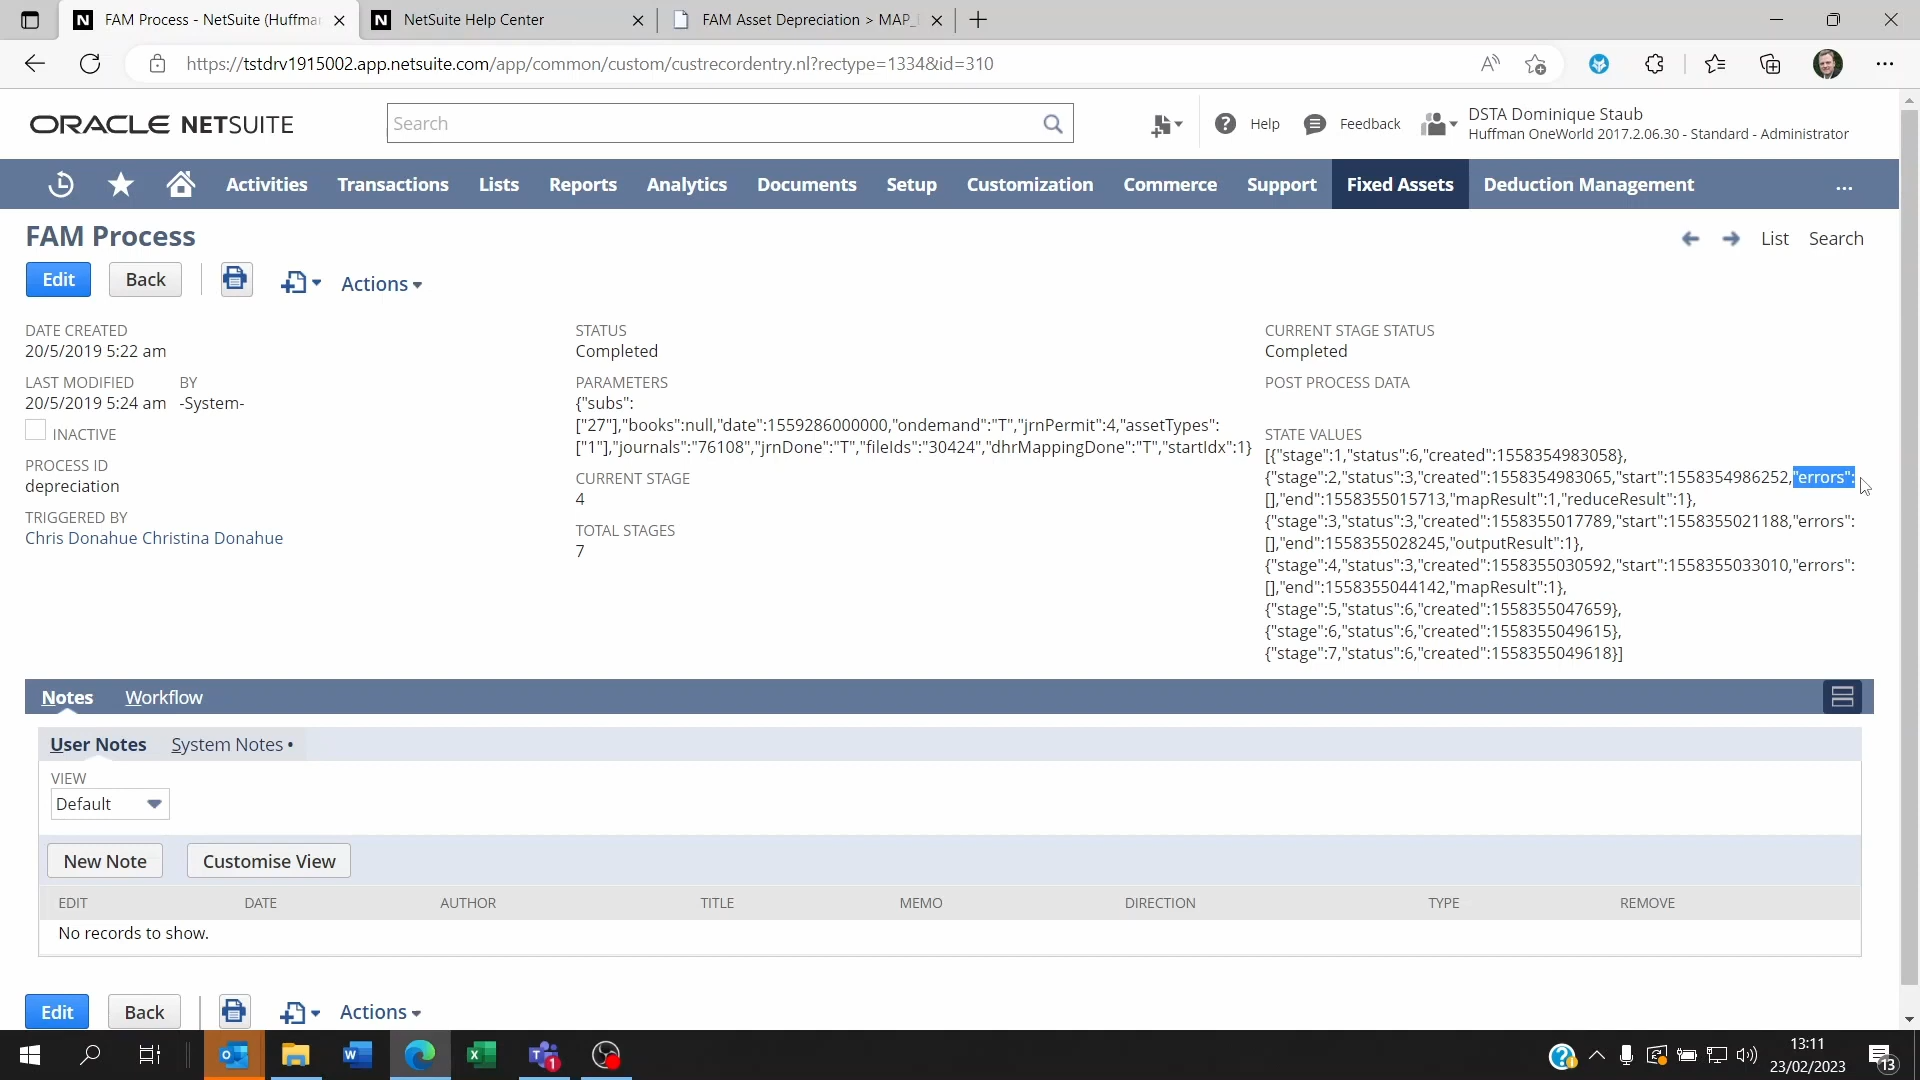 FAM Process - NetSuite (Huffma
NetSuite Help Center
FAM Asset Depreciation > MAP_
https://tstdrv1915002.app.netsuite.com/app/common/custom/custrecordentry.nl?rectype=1334&id=310
ORACLE NETSUITE
Search
Help
Feedback
DSTA Dominique Staub
Huffman OneWorld 2017.2.06.30 - Standard - Administrator
Activities
Transactions
Lists
Reports
Analytics
Documents
Setup
Customization
Commerce
Support
Fixed Assets
Deduction Management
...
FAM Process
List
Search
Edit
Back
Actions
DATE CREATED
20/5/2019 5:22 am
LAST MODIFIED
20/5/2019 5:24 am
BY
-System-
INACTIVE
PROCESS ID
depreciation
TRIGGERED BY
Chris Donahue Christina Donahue
STATUS
Completed
PARAMETERS
{"subs":
["27"],"books":null,"date":1559286000000,"ondemand":"T","jrnPermit":4,"assetTypes":
["1"],"journals":"76108","jrnDone":"T","fileIds":"30424","dhrMappingDone":"T","startIdx":1}
CURRENT STAGE
4
TOTAL STAGES
7
CURRENT STAGE STATUS
Completed
POST PROCESS DATA
STATE VALUES
[{"stage":1,"status":6,"created":1558354983058},
{"stage":2,"status":3,"created":1558354983065,"start":1558354986252,"errors":
[],"end":1558355015713,"mapResult":1,"reduceResult":1},
{"stage":3,"status":3,"created":1558355017789,"start":1558355021188,"errors":
[],"end":1558355028245,"outputResult":1},
{"stage":4,"status":3,"created":1558355030592,"start":1558355033010,"errors":
[],"end":1558355044142,"mapResult":1},
{"stage":5,"status":6,"created":1558355047659},
{"stage":6,"status":6,"created":1558355049615},
{"stage":7,"status":6,"created":1558355049618}]
Notes
Workflow
User Notes
System Notes •
VIEW
Default
New Note
Customise View
EDIT
DATE
AUTHOR
TITLE
MEMO
DIRECTION
TYPE
REMOVE
No records to show.
Edit
Back
Actions
13:11
23/02/2023
1
13